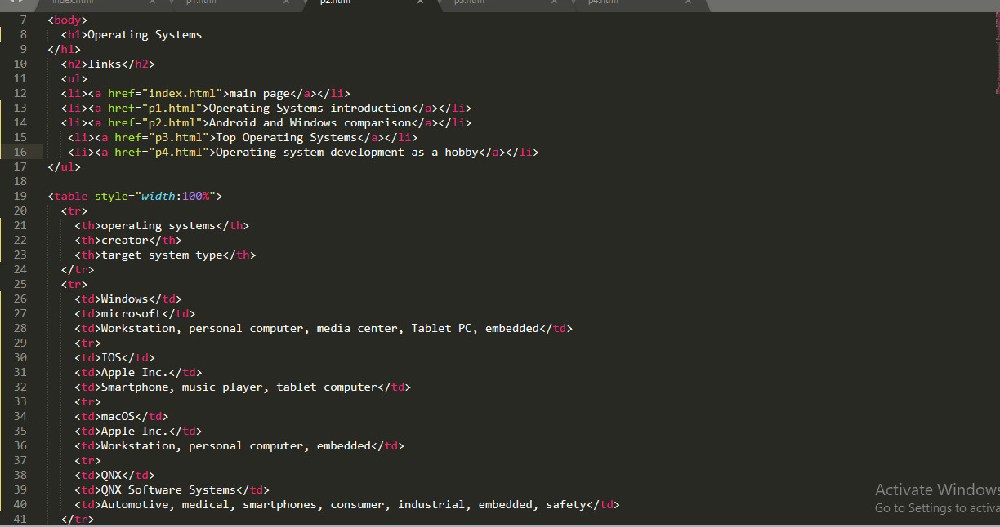 index.html p1.html p2.html p3.html p4.html
7 <body>
8 <h1>Operating Systems
9 </h1>
10 <h2>links</h2>
11 <ul>
12 <li><a href="index.html">main page</a></li>
13 <li><a href="p1.html">Operating Systems introduction</a></li>
14 <li><a href="p2.html">Android and Windows comparison</a></li>
15 <li><a href="p3.html">Top Operating Systems</a></li>
16 <li><a href="p4.html">Operating system development as a hobby</a></li>
17 </ul>
18
19 <table style="width:100%">
20 <tr>
21 <th>operating systems</th>
22 <th>creator</th>
23 <th>target system type</th>
24 </tr>
25 <tr>
26 <td>Windows</td>
27 <td>microsoft</td>
28 <td>Workstation, personal computer, media center, Tablet PC, embedded</td>
29 <tr>
30 <td>IOS</td>
31 <td>Apple Inc.</td>
32 <td>Smartphone, music player, tablet computer</td>
33 <tr>
34 <td>macOS</td>
35 <td>Apple Inc.</td>
36 <td>Workstation, personal computer, embedded</td>
37 <tr>
38 <td>QNX</td>
39 <td>QNX Software Systems</td>
40 <td>Automotive, medical, smartphones, consumer, industrial, embedded, safety</td>
41 </tr>
Activate Windows
Go to Settings to activa